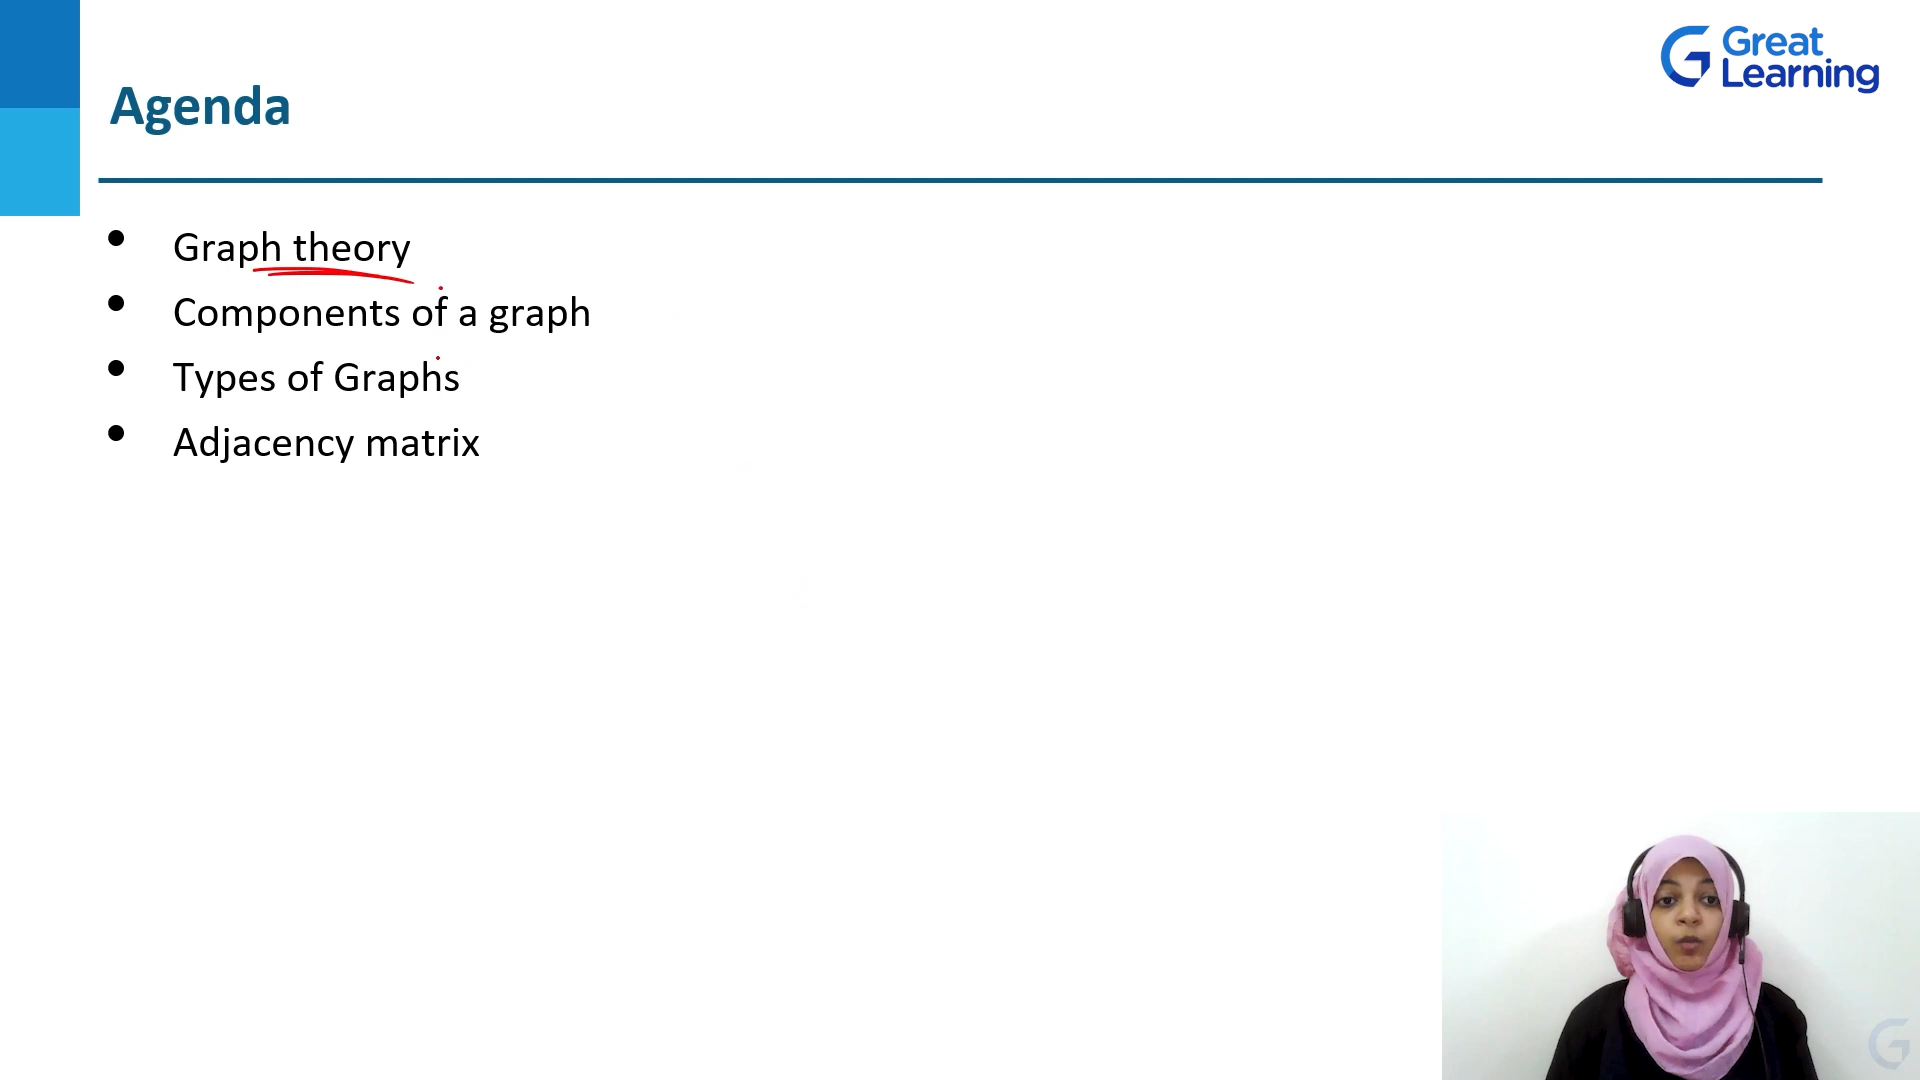 Great
Learning
Agenda
• Graph theory
• Components of a graph
• Types of Graphs
• Adjacency matrix